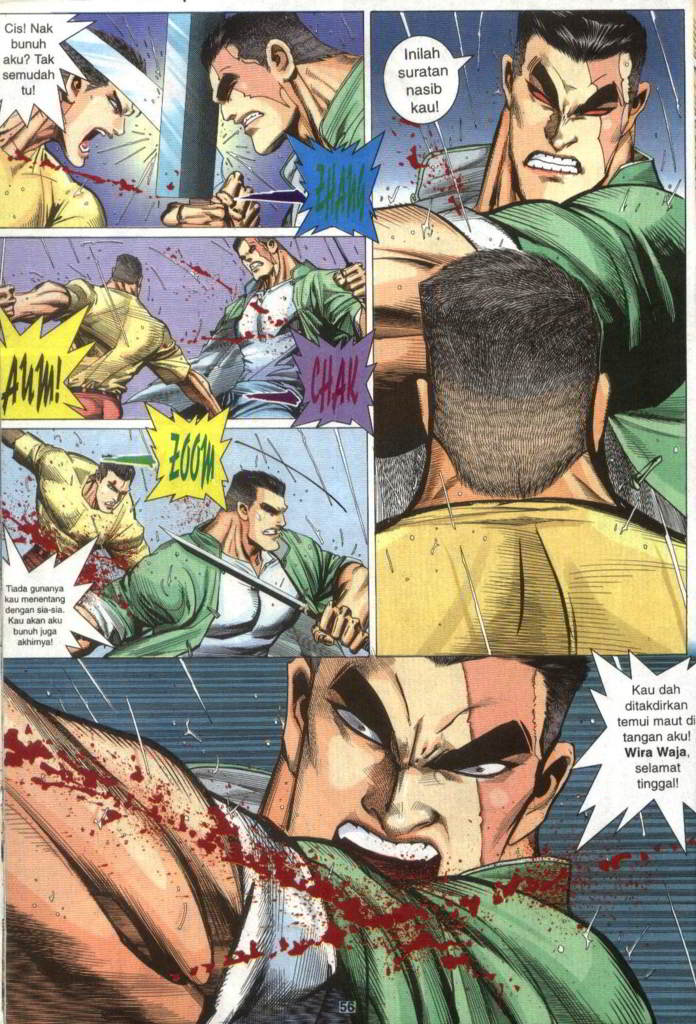 Cis! Nak
bunuh
aku? Tak
semudah
tu!
ZHANG
Inilah
suratan
nasib
kau!
AUM!
CHAK
ZOOM
Tiada gunanya
kau menentang
dengan sia-sia.
Kau akan aku
bunuh juga
akhirnya!
Kau dah
ditakdirkan
temui maut di
tangan aku!
Wira Waja,
selamat
tinggal!
56